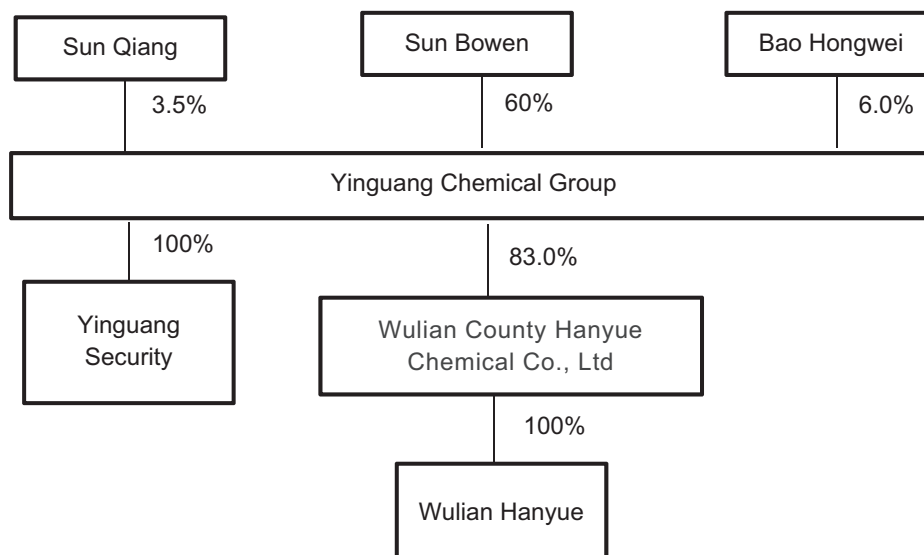 Sun Qiang
Sun Bowen
Bao Hongwei
3.5%
60%
6.0%
Yinguang Chemical Group
100%
83.0%
Yinguang
Security
Wulian County Hanyue
Chemical Co., Ltd
100%
Wulian Hanyue